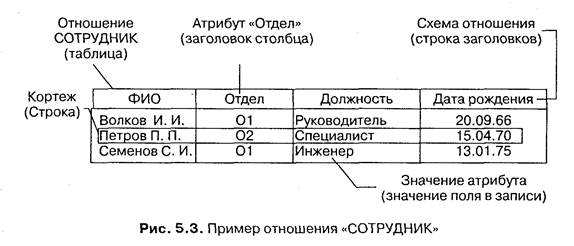 Отношение
СОТРУДНИК
(таблица)
Атрибут «Отдел»
(заголовок столбца)
Схема отношения
(строка заголовков)
Кортеж
(Строка)
ФИО Отдел Должность Дата рождения
Волков И. И. О1 Руководитель 20.09.66
Петров П. П. О2 Специалист 15.04.70
Семенов С. И. О1 Инженер 13.01.75
Значение атрибута
(значение поля в записи)
Рис. 5.3. Пример отношения «СОТРУДНИК»